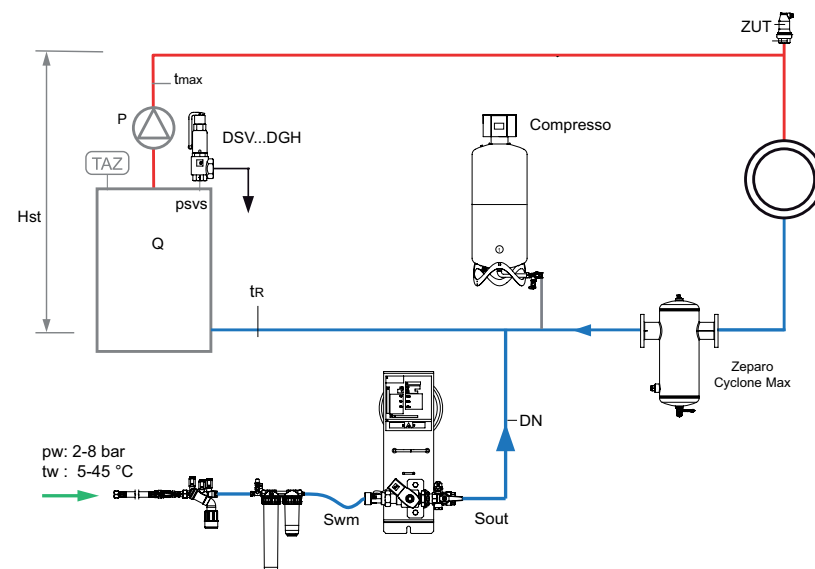 ZUT
tmax
P
Compresso
DSV...DGH
TAZ
psvs
Hst
Q
tR
Zeparo
Cyclone Max
DN
pw: 2-8 bar
tw : 5-45 °C
Swm
Sout